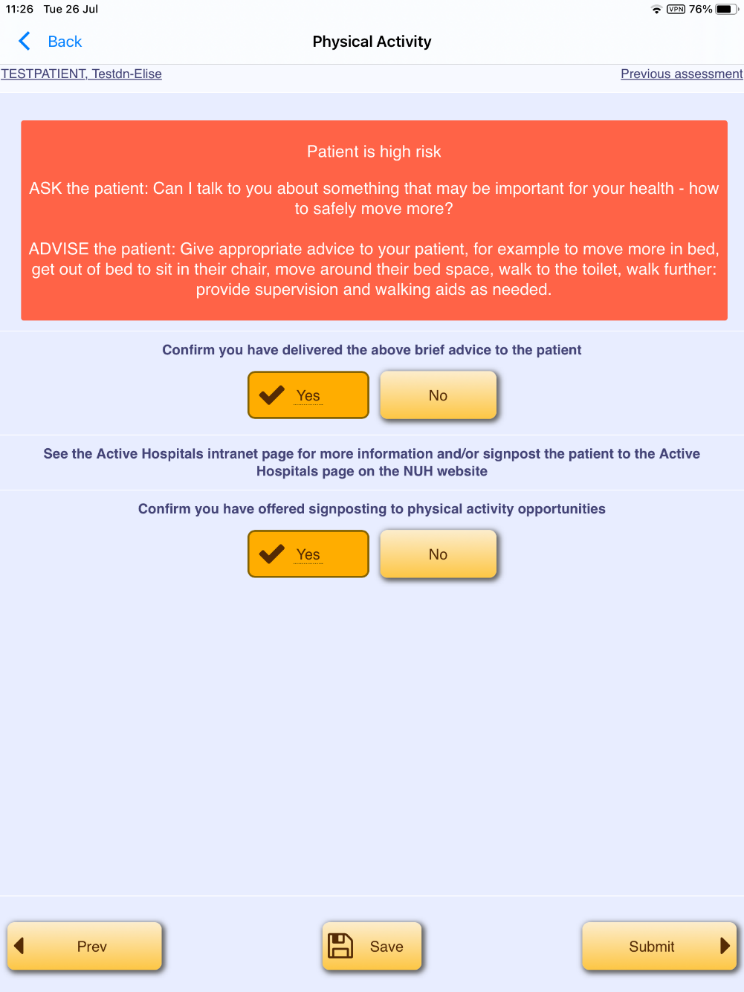 11:26 Tue 26 Jul VPN 76%
Back Physical Activity
TESTPATIENT, Testdn-Elise Previous assessment
Patient is high risk
ASK the patient: Can I talk to you about something that may be important for your health - how
to safely move more?
ADVISE the patient: Give appropriate advice to your patient, for example to move more in bed,
get out of bed to sit in their chair, move around their bed space, walk to the toilet, walk further:
provide supervision and walking aids as needed.
Confirm you have delivered the above brief advice to the patient
Yes No
See the Active Hospitals intranet page for more information and/or signpost the patient to the Active
Hospitals page on the NUH website
Confirm you have offered signposting to physical activity opportunities
Yes No
Prev Save Submit